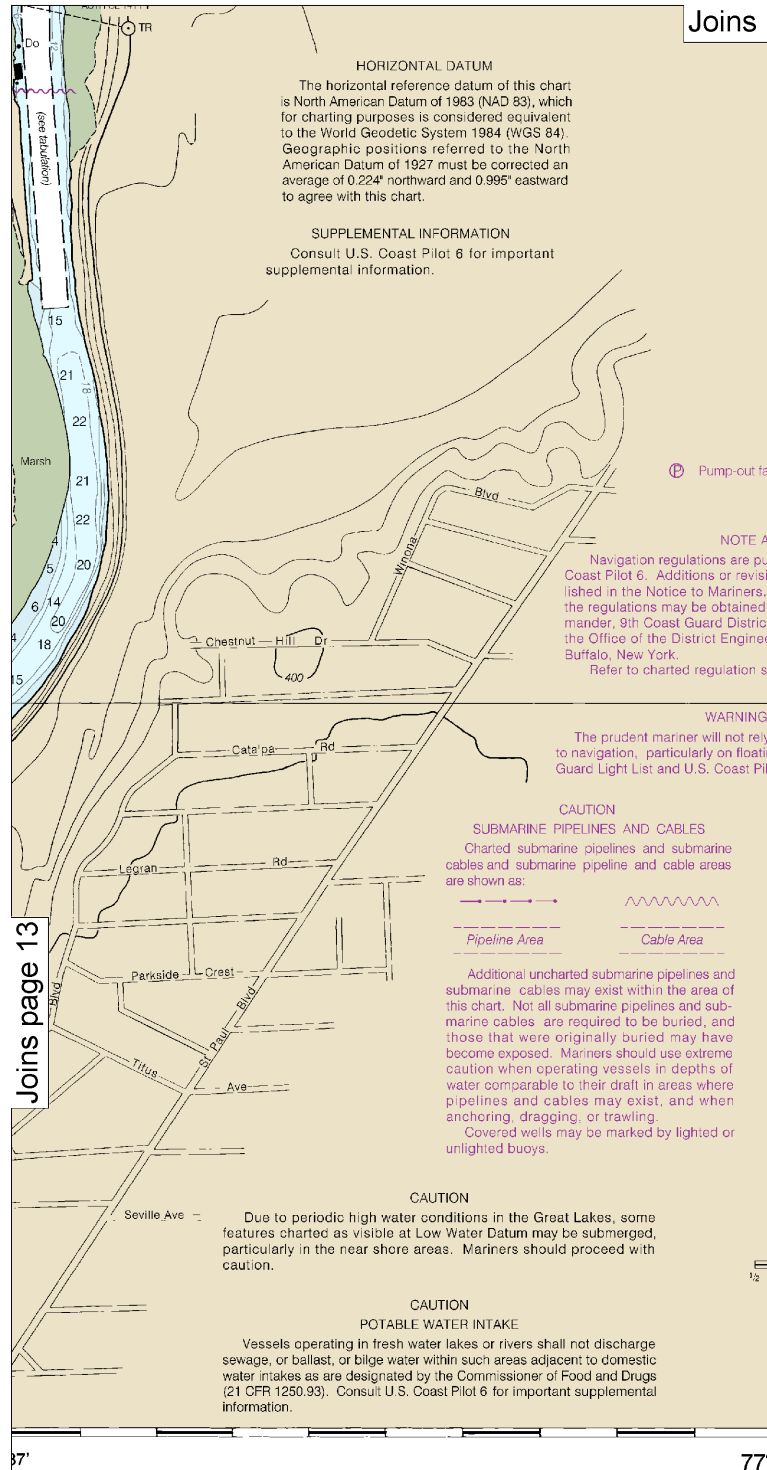 Joins
TR
Do
12
(see tabulation)
HORIZONTAL DATUM
The horizontal reference datum of this chart
is North American Datum of 1983 (NAD 83), which
for charting purposes is considered equivalent
to the World Geodetic System 1984 (WGS 84).
Geographic positions referred to the North
American Datum of 1927 must be corrected an
average of 0.224" northward and 0.995" eastward
to agree with this chart.
SUPPLEMENTAL INFORMATION
Consult U.S. Coast Pilot 6 for important
supplemental information.
15
21
18
22
Marsh
21
22
4
5
20
6
14
20
4
18
15
Blvd
Winona
P Pump-out fa
NOTE A
Navigation regulations are pu
Coast Pilot 6. Additions or revisi
lished in the Notice to Mariners.
the regulations may be obtained
mander, 9th Coast Guard Distric
the Office of the District Enginee
Buffalo, New York.
Refer to charted regulation s
Chestnut Hill Dr
400
WARNING
The prudent mariner will not rely
to navigation, particularly on floati
Guard Light List and U.S. Coast Pil
Catalpa Rd
CAUTION
SUBMARINE PIPELINES AND CABLES
Charted submarine pipelines and submarine
cables and submarine pipeline and cable areas
are shown as:
Pipeline Area
Cable Area
Additional uncharted submarine pipelines and
submarine cables may exist within the area of
this chart. Not all submarine pipelines and sub-
marine cables are required to be buried, and
those that were originally buried may have
become exposed. Mariners should use extreme
caution when operating vessels in depths of
water comparable to their draft in areas where
pipelines and cables may exist, and when
anchoring, dragging, or trawling.
Covered wells may be marked by lighted or
unlighted buoys.
Legran Rd
Joins page 13
Parkside Crest
Blvd
St Paul Blvd
Titus Ave
Seville Ave
CAUTION
Due to periodic high water conditions in the Great Lakes, some
features charted as visible at Low Water Datum may be submerged,
particularly in the near shore areas. Mariners should proceed with
caution.
1/2
CAUTION
POTABLE WATER INTAKE
Vessels operating in fresh water lakes or rivers shall not discharge
sewage, or ballast, or bilge water within such areas adjacent to domestic
water intakes as are designated by the Commissioner of Food and Drugs
(21 CFR 1250.93). Consult U.S. Coast Pilot 6 for important supplemental
information.
37'
77°